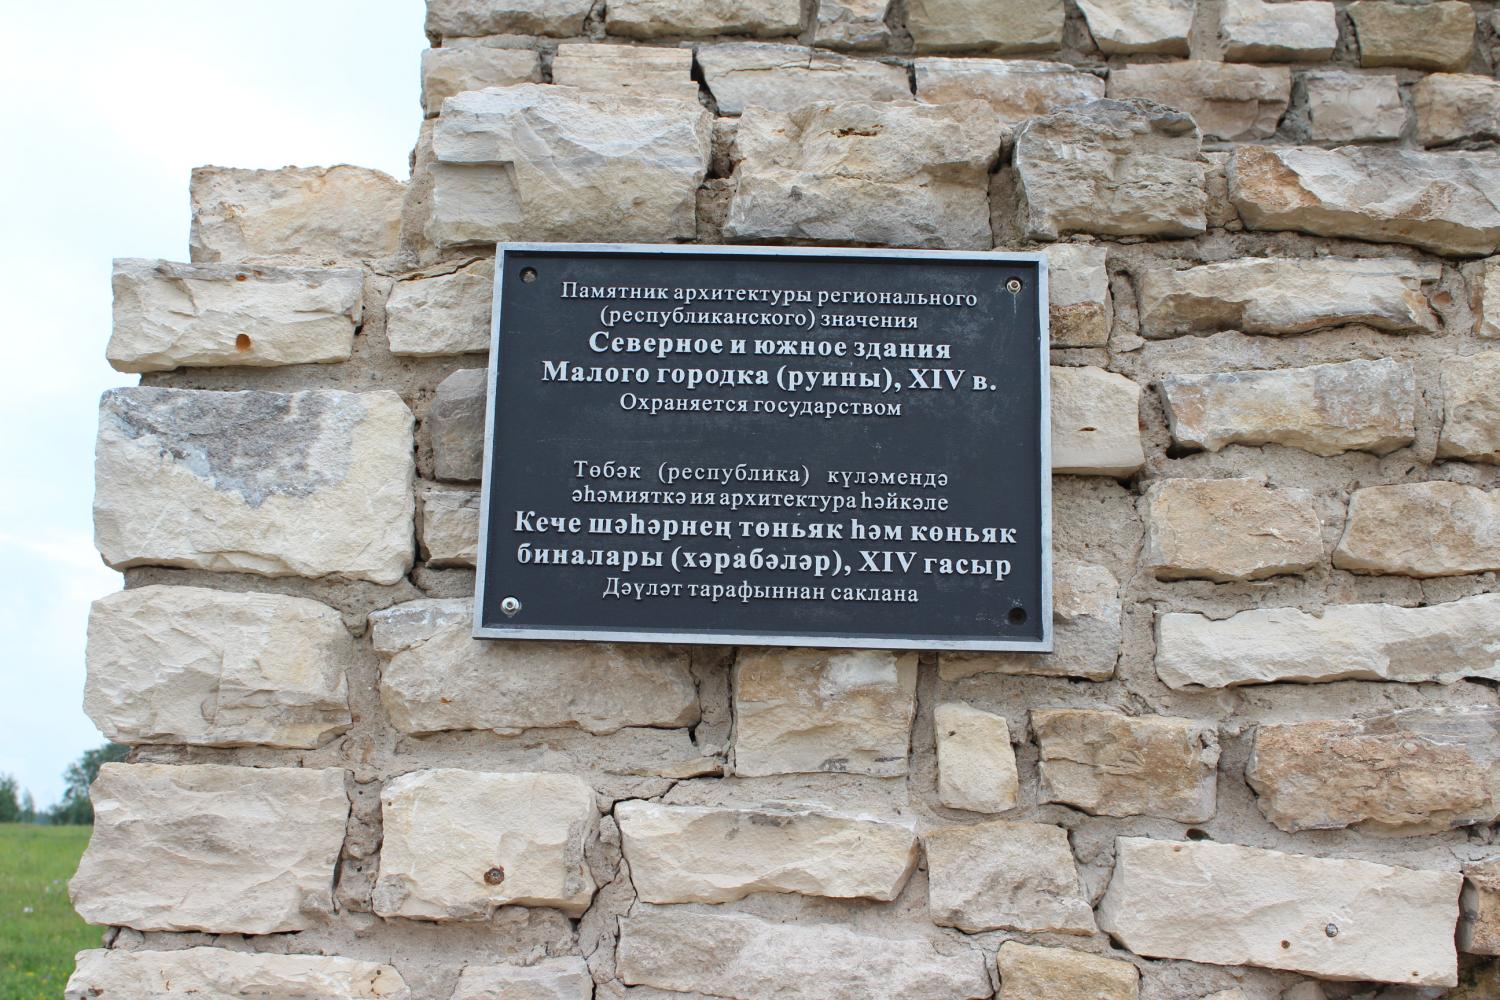 Памятник архитектуры регионального
(республиканского) значения
Северное и южное здания
Малого городка (руины), XIV в.
Охраняется государством
Төбәк (республика) күләмендә
әһәмияткә ия архитектура һәйкәле
Кече шәһәрнең төньяк һәм көньяк
биналары (хәрабәләр), XIV гасыр
Дәүләт тарафыннан саклана